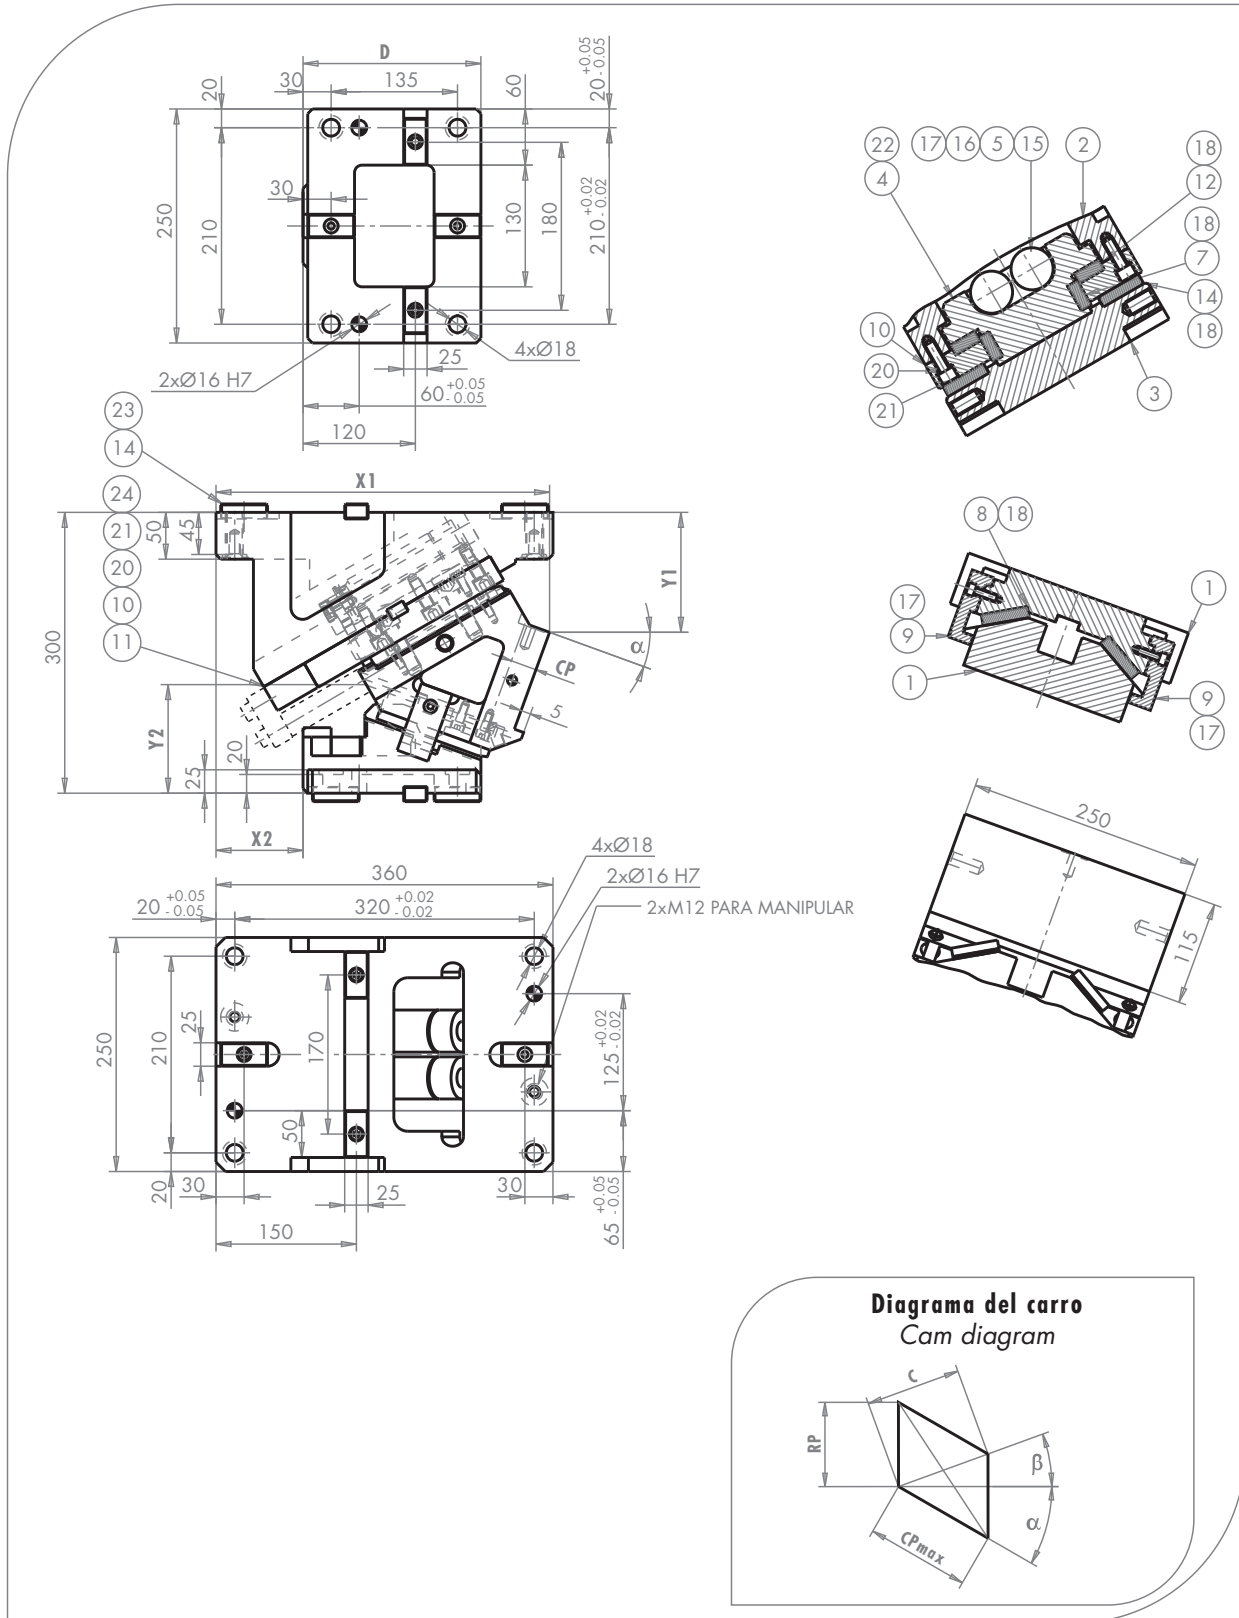 D
30
135
20
60
20 +0.05 -0.05
30
250
210
130
180
210 +0.02 -0.02
4xØ18
25
2xØ16 H7
60 +0.05 -0.05
120
22
17
16
5
15
2
18
4
12
18
7
14
18
10
20
21
3
23
14
24
21
20
10
11
X1
50
45
Y1
300
α
CP
5
Y2
20
25
X2
8
18
17
9
1
1
9
17
250
115
4xØ18
2xØ16 H7
2xM12 PARA MANIPULAR
360
20 +0.05 -0.05
320 +0.02 -0.02
25
250
210
170
125 +0.02 -0.02
50
20
30
25
30
65 +0.05 -0.05
150
Diagrama del carro
Cam diagram
C
RP
β
α
CPmax